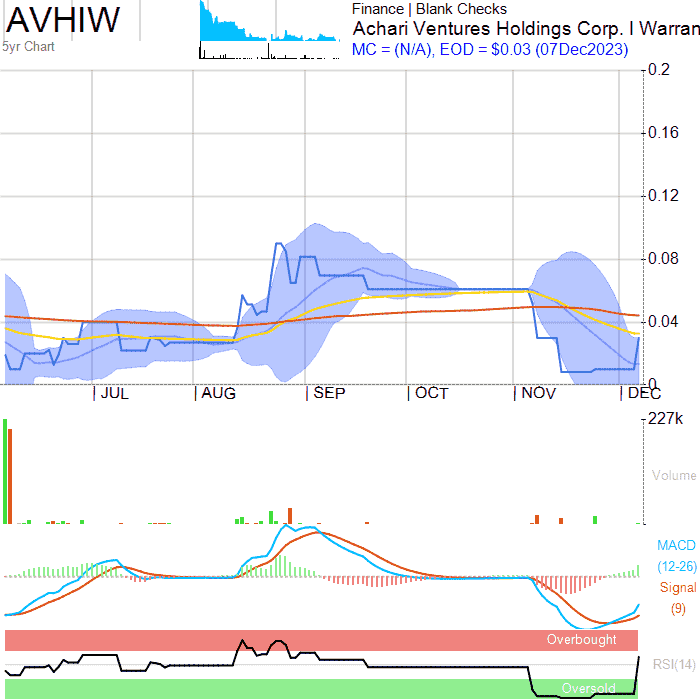 AVHIW
5yr Chart
Finance | Blank Checks
Achari Ventures Holdings Corp. I Warran
MC = (N/A), EOD = $0.03 (07Dec2023)
0.2
0.16
0.12
0.08
0.04
0
JUL AUG SEP OCT NOV DEC
227k
Volume
MACD
(12-26)
Signal
(9)
Overbought
RSI(14)
Oversold